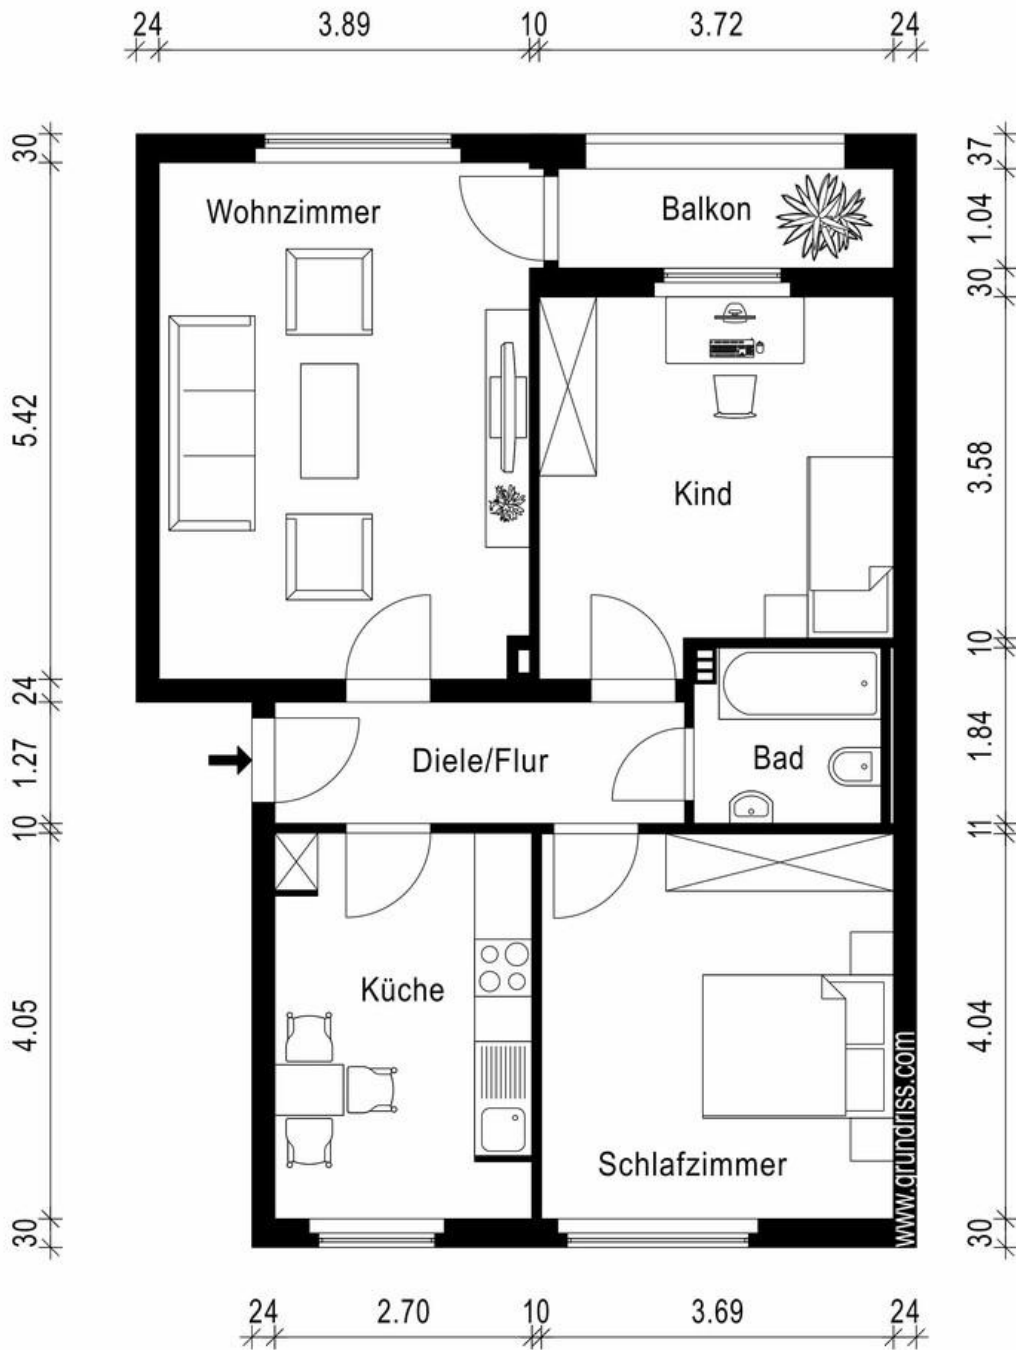 24 3.89 10 3.72 24
30
5.42
24
1.27
10
4.05
30
37
1.04
30
3.58
10
1.84
11
4.04
30
Wohnzimmer
Balkon
Kind
Diele/Flur
Bad
Küche
Schlafzimmer
www.grundriss.com
24 2.70 10 3.69 24